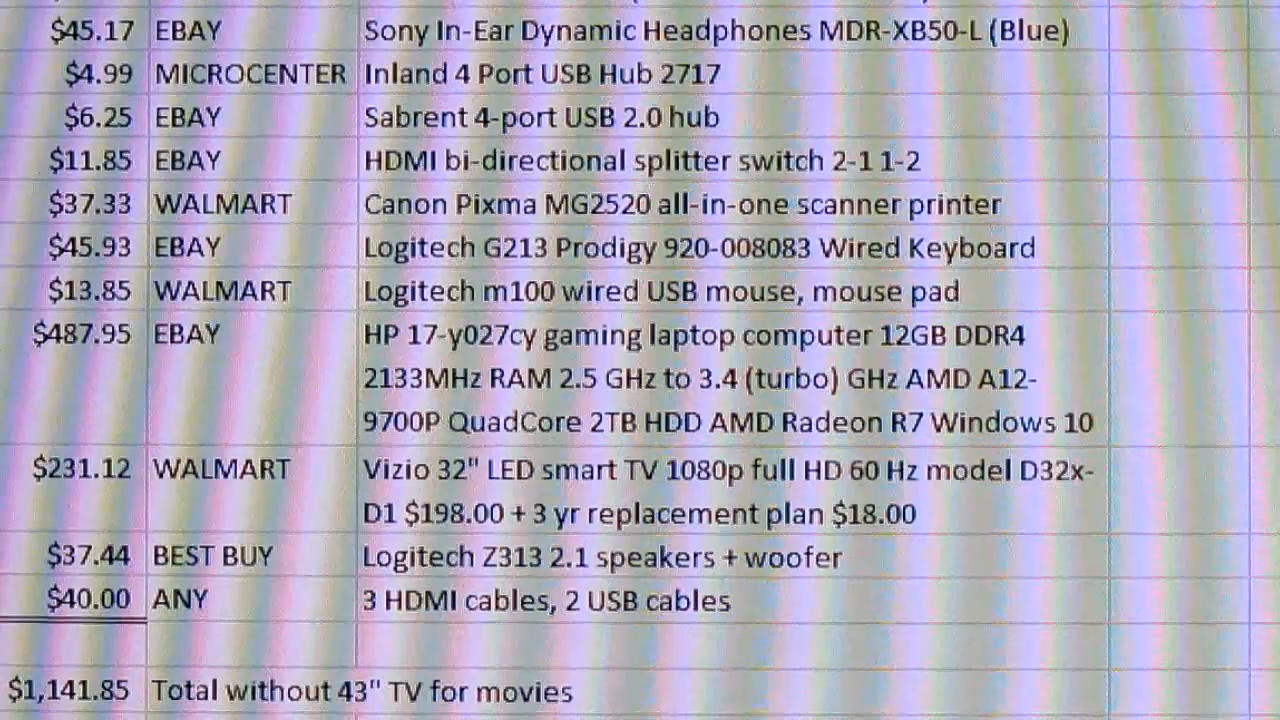 $45.17 EBAY Sony In-Ear Dynamic Headphones MDR-XB50-L (Blue)
$4.99 MICROCENTER Inland 4 Port USB Hub 2717
$6.25 EBAY Sabrent 4-port USB 2.0 hub
$11.85 EBAY HDMI bi-directional splitter switch 2-1 1-2
$37.33 WALMART Canon Pixma MG2520 all-in-one scanner printer
$45.93 EBAY Logitech G213 Prodigy 920-008083 Wired Keyboard
$13.85 WALMART Logitech m100 wired USB mouse, mouse pad
$487.95 EBAY HP 17-y027cy gaming laptop computer 12GB DDR4
2133MHz RAM 2.5 GHz to 3.4 (turbo) GHz AMD A12-
9700P QuadCore 2TB HDD AMD Radeon R7 Windows 10
$231.12 WALMART Vizio 32" LED smart TV 1080p full HD 60 Hz model D32x-
D1 $198.00 + 3 yr replacement plan $18.00
$37.44 BEST BUY Logitech Z313 2.1 speakers + woofer
$40.00 ANY 3 HDMI cables, 2 USB cables
$1,141.85 Total without 43" TV for movies